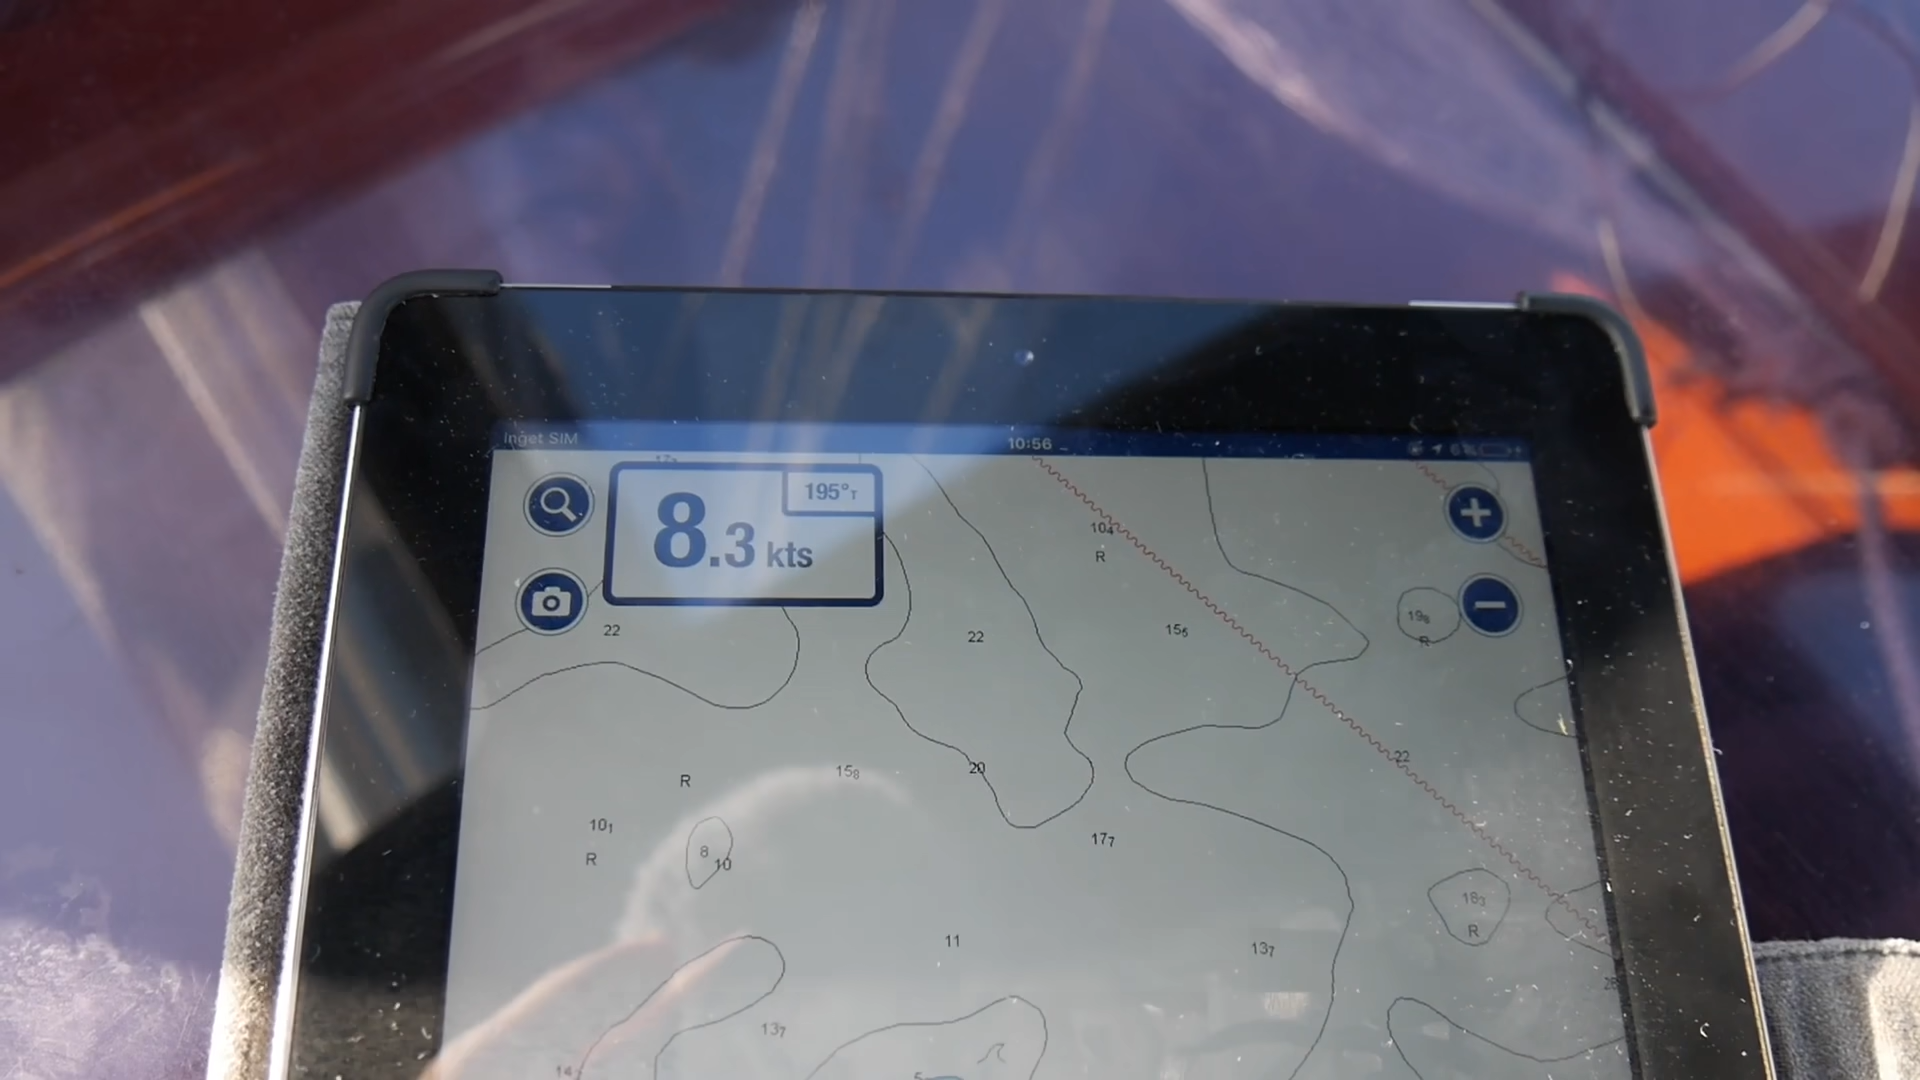 Inget SIM
10:56
195°T
8.3 kts
10₄
R
22
22
15₆
19₈
R
22
R
15₈
20
10₁
R
8
10
17₇
18₃
R
11
13₇
13₇
14